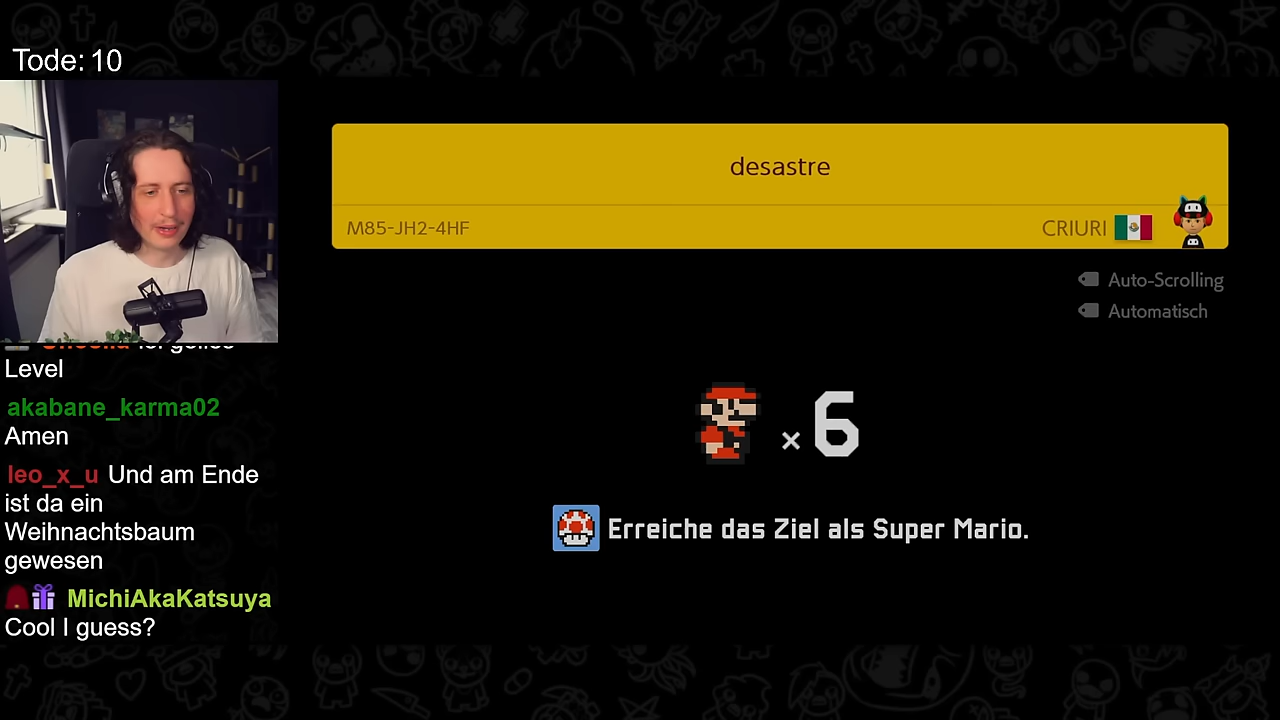 Tode: 10
desastre
M85-JH2-4HF
CRIURI
Auto-Scrolling
Automatisch
× 6
Erreiche das Ziel als Super Mario.
Level
akabane_karma02
Amen
leo_x_u Und am Ende
ist da ein
Weihnachtsbaum
gewesen
MichiAkaKatsuya
Cool I guess?